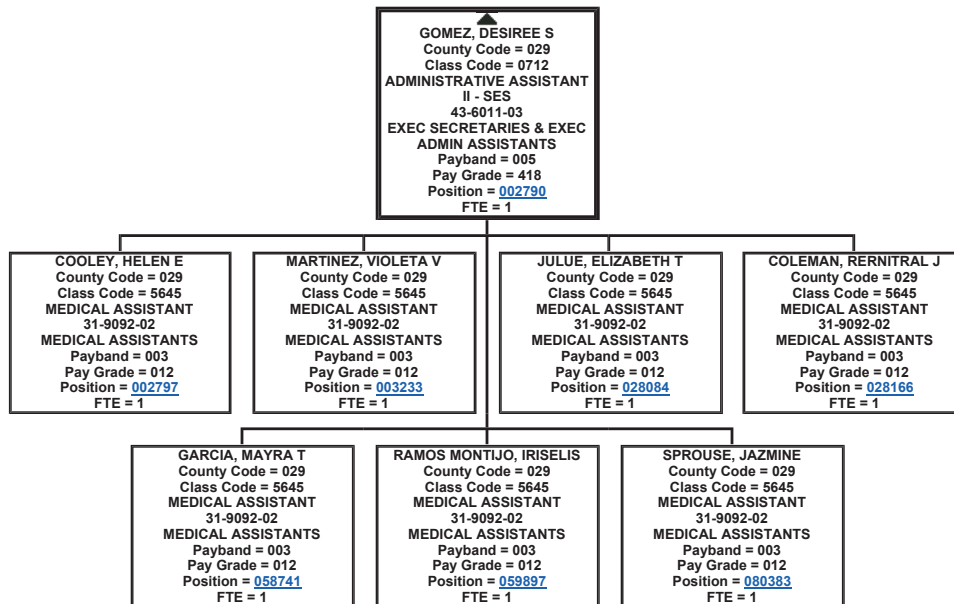 GOMEZ, DESIREE S
County Code = 029
Class Code = 0712
ADMINISTRATIVE ASSISTANT
II - SES
43-6011-03
EXEC SECRETARIES & EXEC
ADMIN ASSISTANTS
Payband = 005
Pay Grade = 418
Position = 002790
FTE = 1
COOLEY, HELEN E
County Code = 029
Class Code = 5645
MEDICAL ASSISTANT
31-9092-02
MEDICAL ASSISTANTS
Payband = 003
Pay Grade = 012
Position = 002797
FTE = 1
MARTINEZ, VIOLETA V
County Code = 029
Class Code = 5645
MEDICAL ASSISTANT
31-9092-02
MEDICAL ASSISTANTS
Payband = 003
Pay Grade = 012
Position = 003233
FTE = 1
JULUE, ELIZABETH T
County Code = 029
Class Code = 5645
MEDICAL ASSISTANT
31-9092-02
MEDICAL ASSISTANTS
Payband = 003
Pay Grade = 012
Position = 028084
FTE = 1
COLEMAN, RERNITRAL J
County Code = 029
Class Code = 5645
MEDICAL ASSISTANT
31-9092-02
MEDICAL ASSISTANTS
Payband = 003
Pay Grade = 012
Position = 028166
FTE = 1
GARCIA, MAYRA T
County Code = 029
Class Code = 5645
MEDICAL ASSISTANT
31-9092-02
MEDICAL ASSISTANTS
Payband = 003
Pay Grade = 012
Position = 058741
FTE = 1
RAMOS MONTIJO, IRISELIS
County Code = 029
Class Code = 5645
MEDICAL ASSISTANT
31-9092-02
MEDICAL ASSISTANTS
Payband = 003
Pay Grade = 012
Position = 059897
FTE = 1
SPROUSE, JAZMINE
County Code = 029
Class Code = 5645
MEDICAL ASSISTANT
31-9092-02
MEDICAL ASSISTANTS
Payband = 003
Pay Grade = 012
Position = 080383
FTE = 1